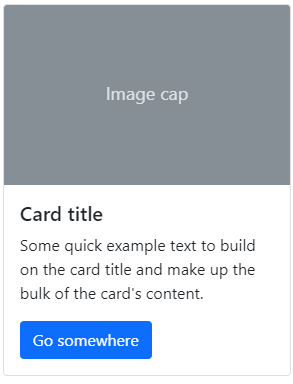 Image cap
Card title
Some quick example text to build
on the card title and make up the
bulk of the card's content.
Go somewhere